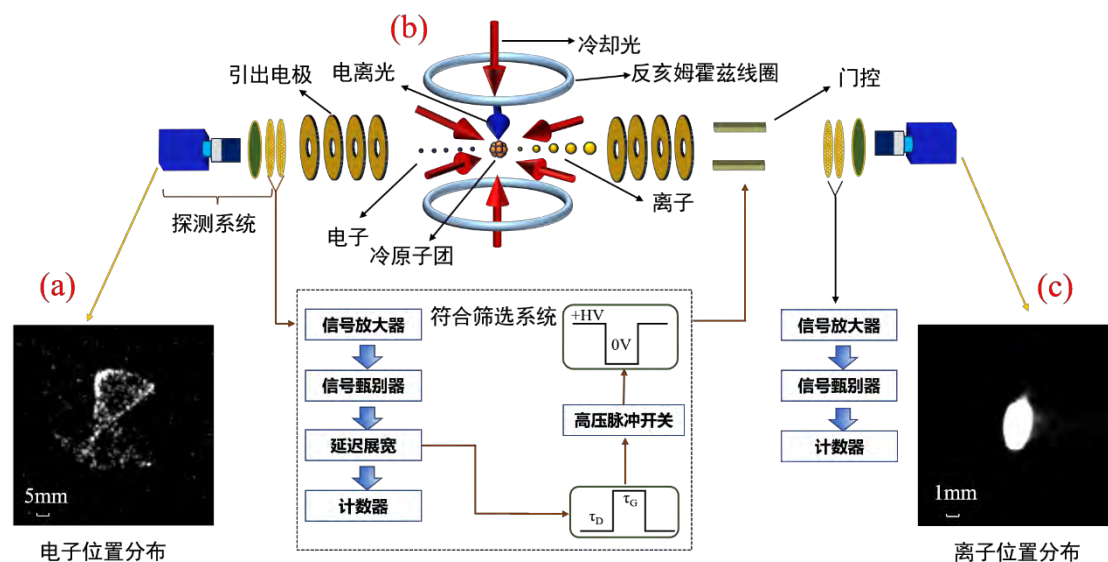 (b)
冷却光
电离光
反亥姆霍兹线圈
引出电极
门控
探测系统
电子
冷原子团
离子
(a)
(c)
符合筛选系统
信号放大器
信号甄别器
延迟展宽
计数器
+HV
0V
高压脉冲开关
τD
τG
信号放大器
信号甄别器
计数器
5mm
1mm
电子位置分布
离子位置分布